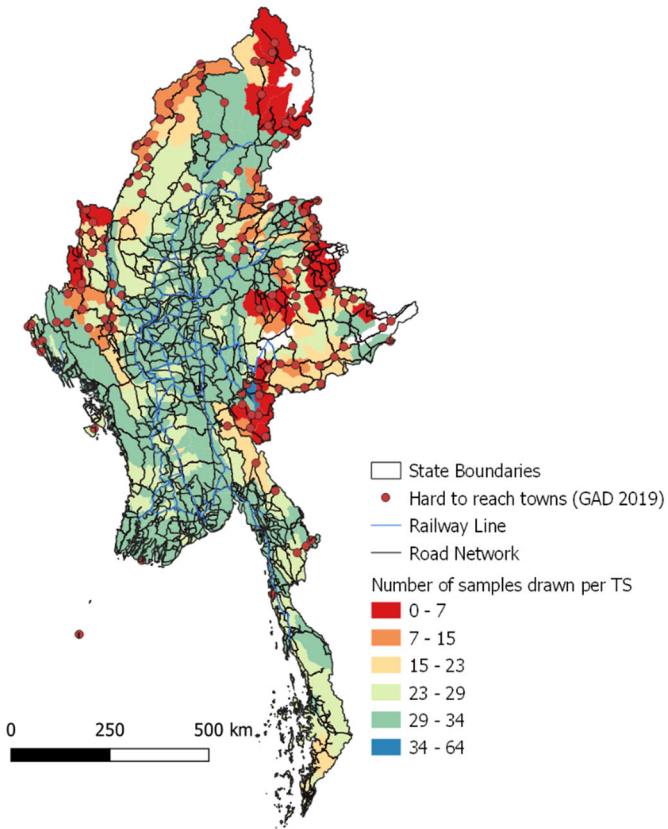 State Boundaries
Hard to reach towns (GAD 2019)
Railway Line
Road Network
Number of samples drawn per TS
0 - 7
7 - 15
15 - 23
23 - 29
29 - 34
34 - 64
0 250 500 km